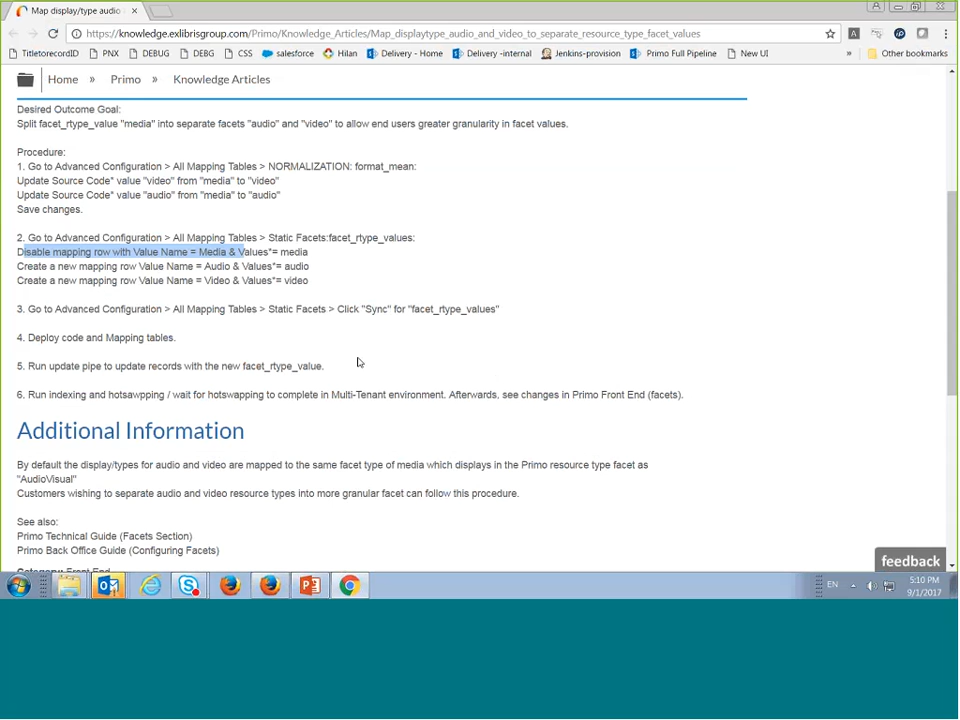 Map display/type audio
https://knowledge.exlibrisgroup.com/Primo/Knowledge_Articles/Map_displaytype_audio_and_video_to_separate_resource_type_facet_values
TitletorecordID PNX DEBUG DEBG CSS salesforce Hilan Delivery - Home Delivery -internal Jenkins-provision Primo Full Pipeline New UI » Other bookmarks
Home » Primo » Knowledge Articles
Desired Outcome Goal:
Split facet_rtype_value "media" into separate facets "audio" and "video" to allow end users greater granularity in facet values.
Procedure:
1. Go to Advanced Configuration > All Mapping Tables > NORMALIZATION: format_mean:
Update Source Code* value "video" from "media" to "video"
Update Source Code* value "audio" from "media" to "audio"
Save changes.
2. Go to Advanced Configuration > All Mapping Tables > Static Facets:facet_rtype_values:
Disable mapping row with Value Name = Media & Values*= media
Create a new mapping row Value Name = Audio & Values*= audio
Create a new mapping row Value Name = Video & Values*= video
3. Go to Advanced Configuration > All Mapping Tables > Static Facets > Click "Sync" for "facet_rtype_values"
4. Deploy code and Mapping tables.
5. Run update pipe to update records with the new facet_rtype_value.
6. Run indexing and hotsawpping / wait for hotswapping to complete in Multi-Tenant environment. Afterwards, see changes in Primo Front End (facets).
Additional Information
By default the display/types for audio and video are mapped to the same facet type of media which displays in the Primo resource type facet as
"AudioVisual"
Customers wishing to separate audio and video resource types into more granular facet can follow this procedure.
See also:
Primo Technical Guide (Facets Section)
Primo Back Office Guide (Configuring Facets)
Category: Front End
feedback
EN
5:10 PM
9/1/2017